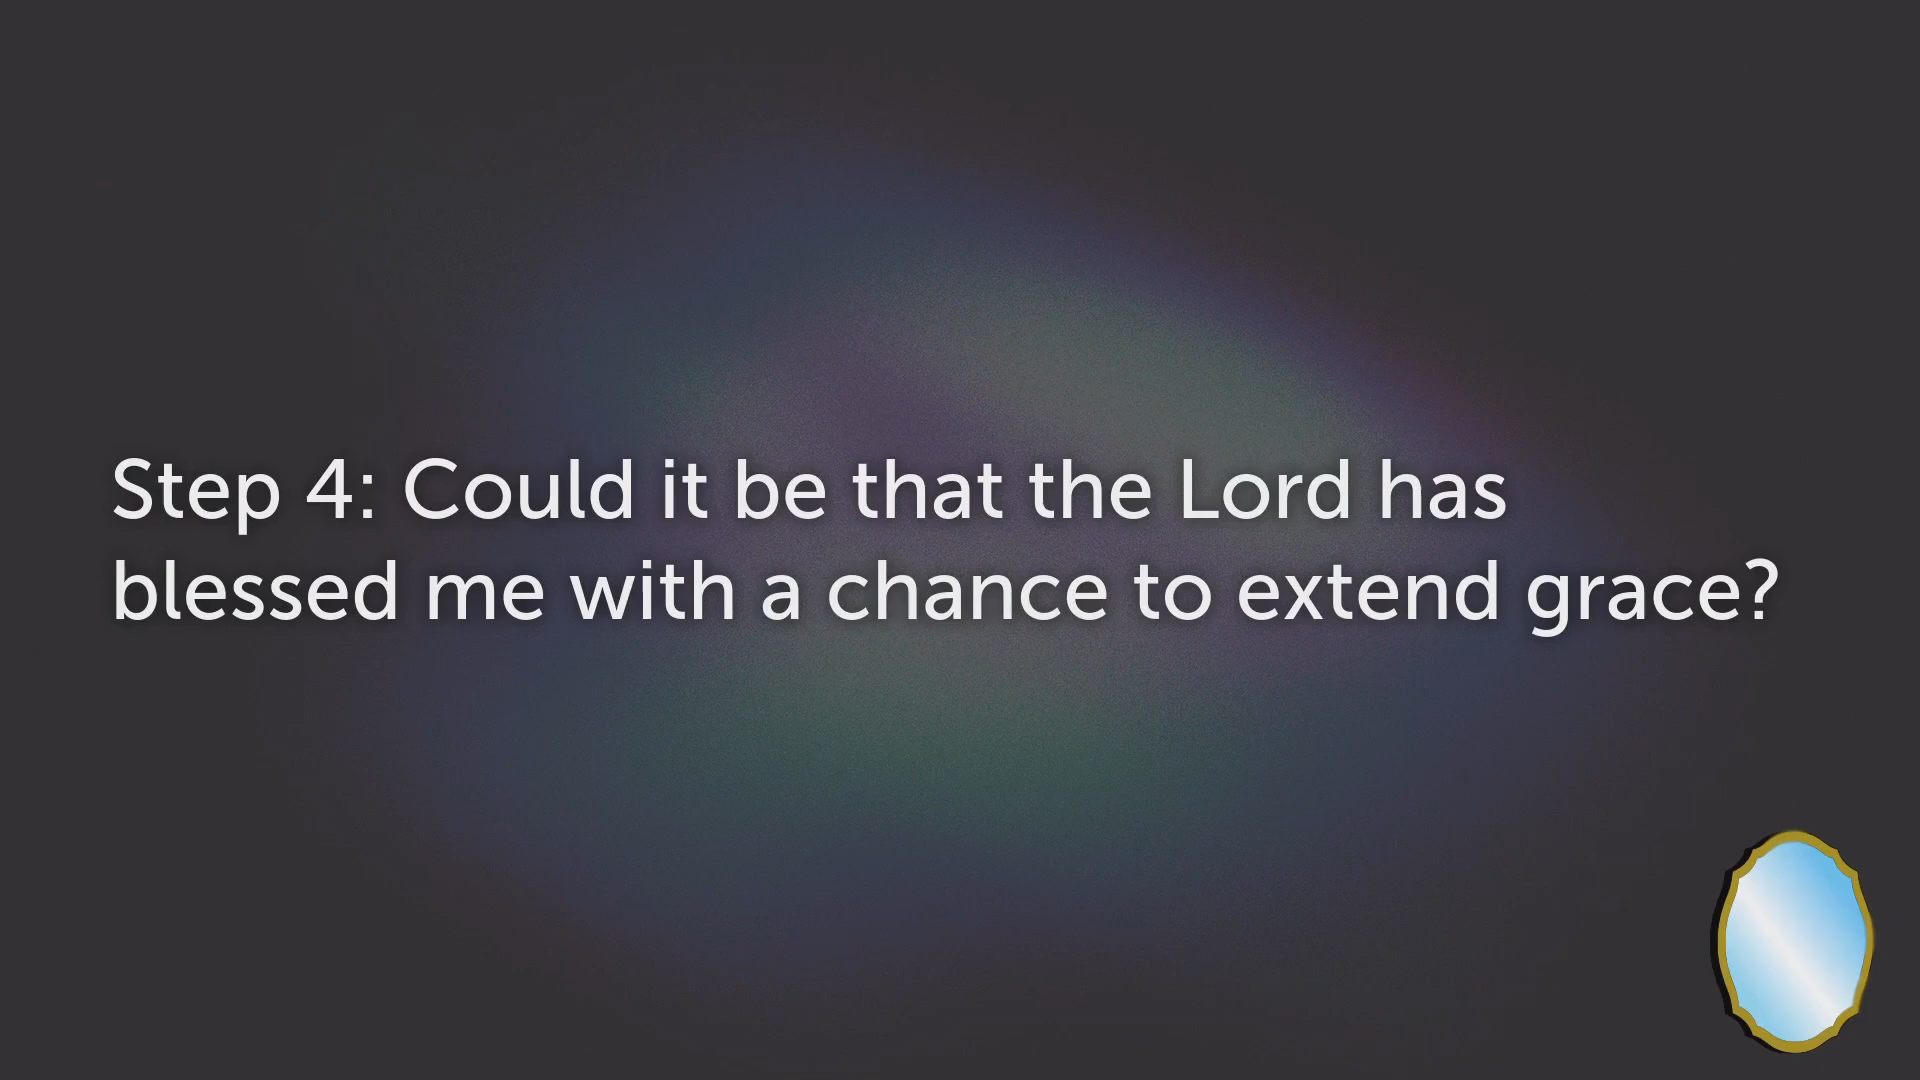 Step 4: Could it be that the Lord has
blessed me with a chance to extend grace?